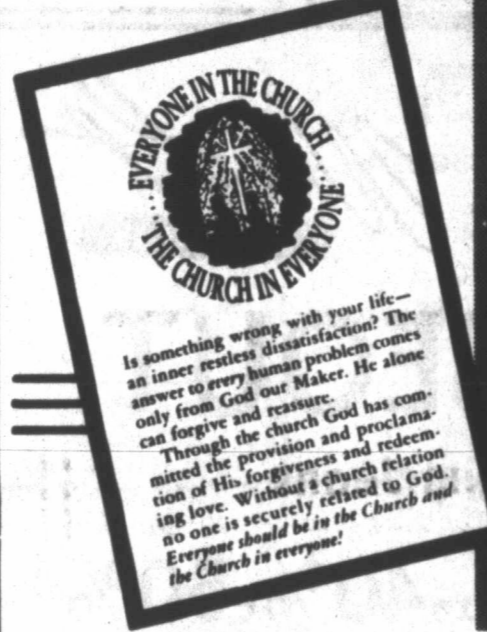 EVERYONE IN THE CHURCH...
...THE CHURCH IN EVERYONE
Is something wrong with your life—
an inner restless dissatisfaction? The
answer to every human problem comes
only from God our Maker. He alone
can forgive and reassure.
Through the church God has com-
mitted the provision and proclama-
tion of His forgiveness and redeem-
ing love. Without a church relation
no one is securely related to God.
Everyone should be in the Church and
the Church in everyone!